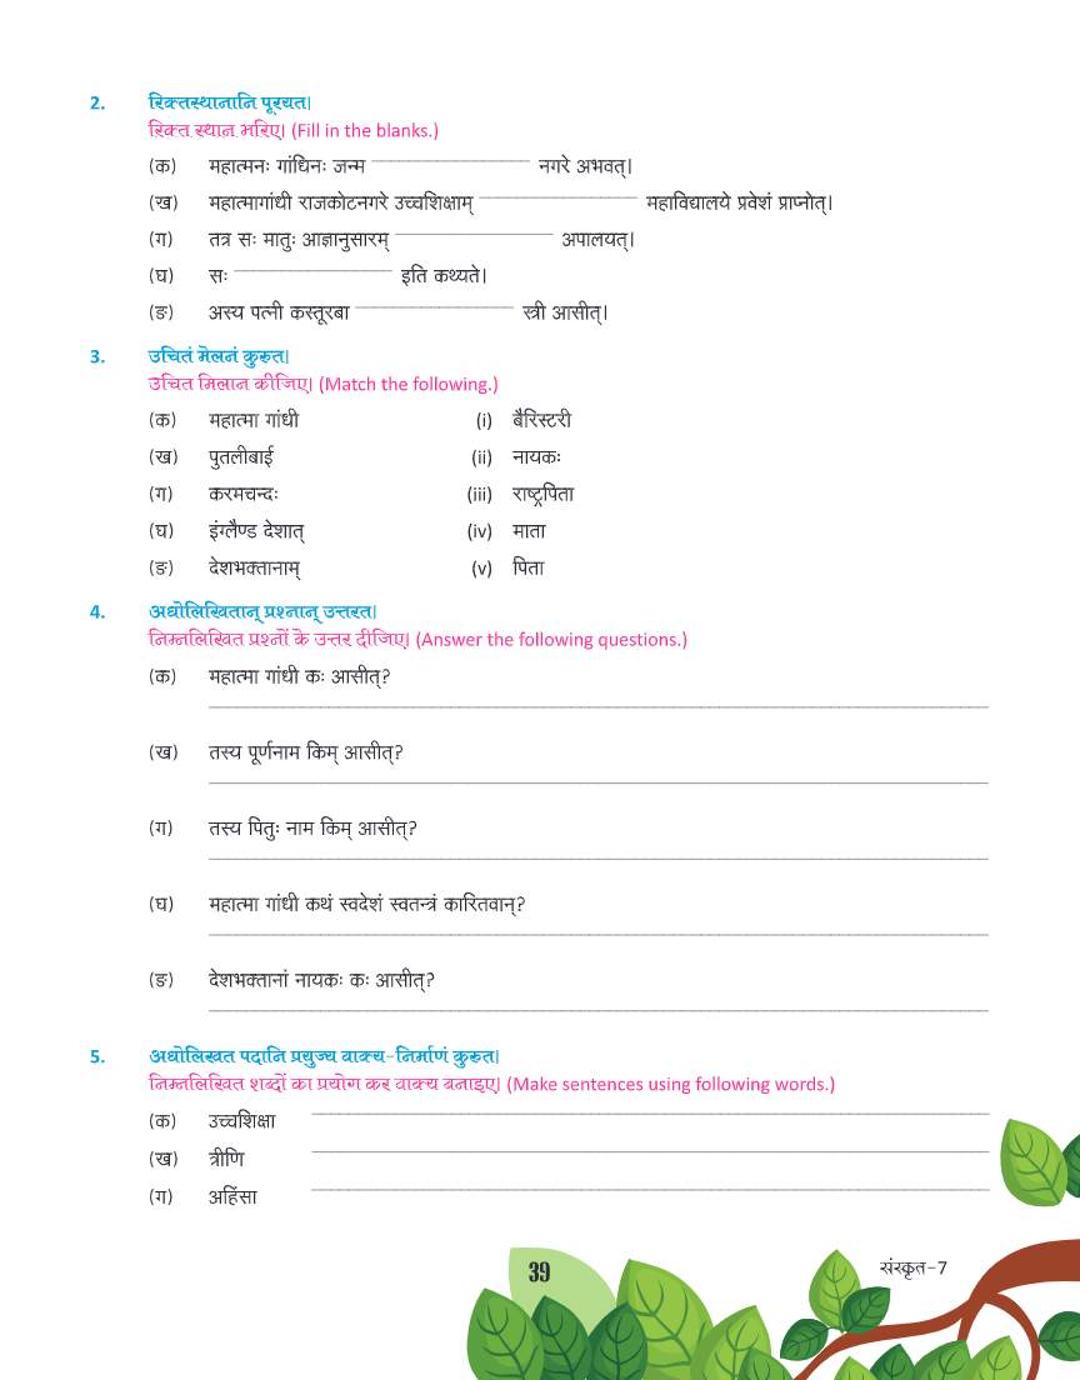 2. रिक्तस्थानानि पूरयत।
रिक्त स्थान भरिए। (Fill in the blanks.)
(क) महात्मनः गांधिनः जन्म ____________ नगरे अभवत्।
(ख) महात्मागांधी राजकोटनगरे उच्चशिक्षाम् ____________ महाविद्यालये प्रवेशं प्राप्नोत्।
(ग) तत्र सः मातुः आज्ञानुसारम् ____________ अपालयत्।
(घ) सः ____________ इति कथ्यते।
(ङ) अस्य पत्नी कस्तूरबा ____________ स्त्री आसीत्।
3. उचितं मेलनं कुरुत।
उचित मिलान कीजिए। (Match the following.)
(क) महात्मा गांधी (i) बैरिस्टरी
(ख) पुतलीबाई (ii) नायकः
(ग) करमचन्दः (iii) राष्ट्रपिता
(घ) इंग्लैण्ड देशात् (iv) माता
(ङ) देशभक्तानाम् (v) पिता
4. अधोलिखितान् प्रश्नान् उत्तरत।
निम्नलिखित प्रश्नों के उत्तर दीजिए। (Answer the following questions.)
(क) महात्मा गांधी कः आसीत्?
(ख) तस्य पूर्णनाम किम् आसीत्?
(ग) तस्य पितुः नाम किम् आसीत्?
(घ) महात्मा गांधी कथं स्वदेशं स्वतन्त्रं कारितवान्?
(ङ) देशभक्तानां नायकः कः आसीत्?
5. अधोलिखत पदानि प्रयुज्य वाक्य-निर्माणं कुरुत।
निम्नलिखित शब्दों का प्रयोग कर वाक्य बनाइए। (Make sentences using following words.)
(क) उच्चशिक्षा
(ख) त्रीणि
(ग) अहिंसा
39
संस्कृत-7